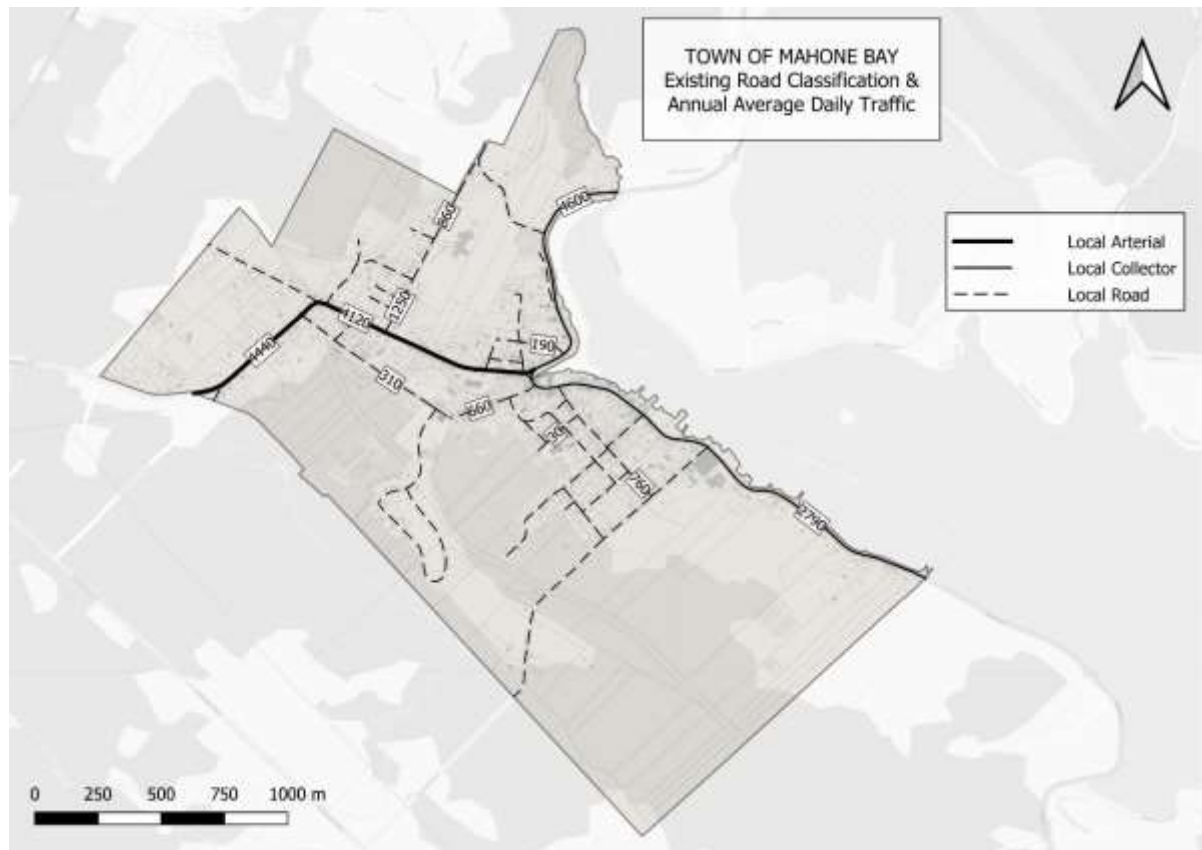 TOWN OF MAHONE BAY
Existing Road Classification &
Annual Average Daily Traffic
4600
860
Local Arterial
Local Collector
Local Road
1250
4120
190
4440
310
660
30
760
2790
0 250 500 750 1000 m